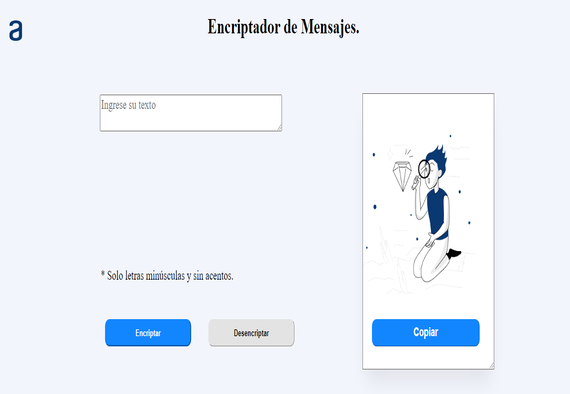 a
Encriptador de Mensajes.
Ingrese su texto
* Solo letras minúsculas y sin acentos.
Encriptar
Desencriptar
Copiar